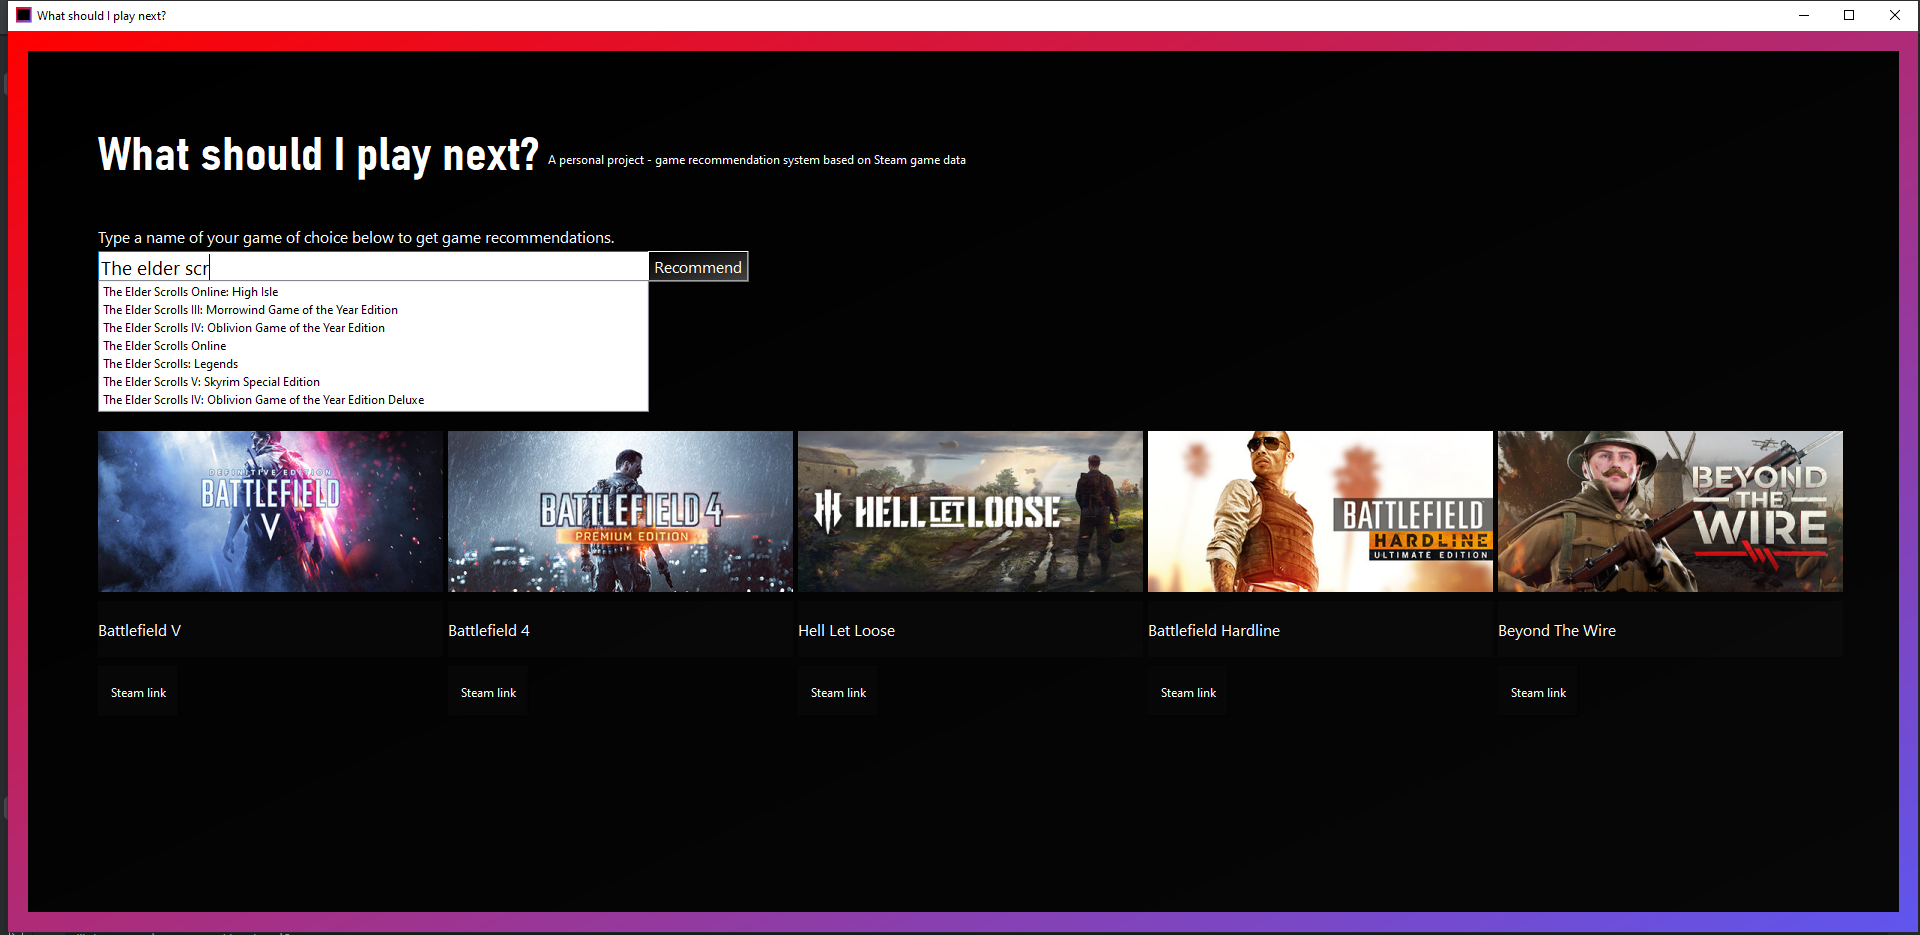 What should I play next?
What should I play next?
A personal project - game recommendation system based on Steam game data
Type a name of your game of choice below to get game recommendations.
The elder scr
Recommend
The Elder Scrolls Online: High Isle
The Elder Scrolls III: Morrowind Game of the Year Edition
The Elder Scrolls IV: Oblivion Game of the Year Edition
The Elder Scrolls Online
The Elder Scrolls: Legends
The Elder Scrolls V: Skyrim Special Edition
The Elder Scrolls IV: Oblivion Game of the Year Edition Deluxe
DEFINITIVE EDITION
BATTLEFIELD
V
BATTLEFIELD 4
PREMIUM EDITION
HELL LET LOOSE
BATTLEFIELD
HARDLINE
ULTIMATE EDITION
BEYOND
THE
WIRE
Battlefield V
Battlefield 4
Hell Let Loose
Battlefield Hardline
Beyond The Wire
Steam link
Steam link
Steam link
Steam link
Steam link